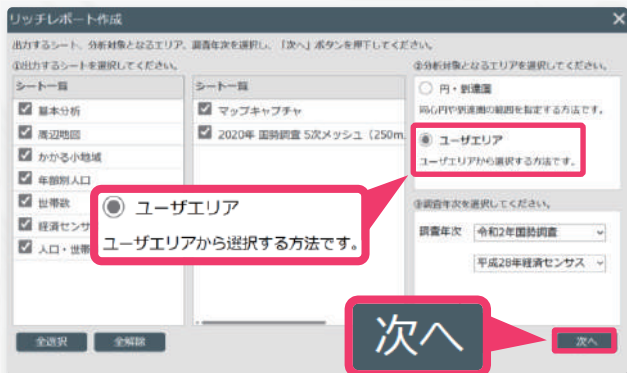 リッチレポート作成
出力するシート、分析対象となるエリア、調査年次を選択し、「次へ」ボタンを押下してください。
①出力するシートを選択してください。
シート一覧
基本分析
周辺地図
かかる小地域
年齢別人口
世帯数
経済センサ
人口・世帯
シート一覧
マップキャプチャ
2020年 国勢調査 5次メッシュ（250m
②分析対象となるエリアを選択してください。
円・到達圏
同心円や到達圏の範囲を指定する方法です。
ユーザエリア
ユーザエリアから選択する方法です。
ユーザエリア
ユーザエリアから選択する方法です。
③調査年次を選択してください。
調査年次 令和2年国勢調査
平成28年経済センサス
全選択 全解除
次へ
次へ